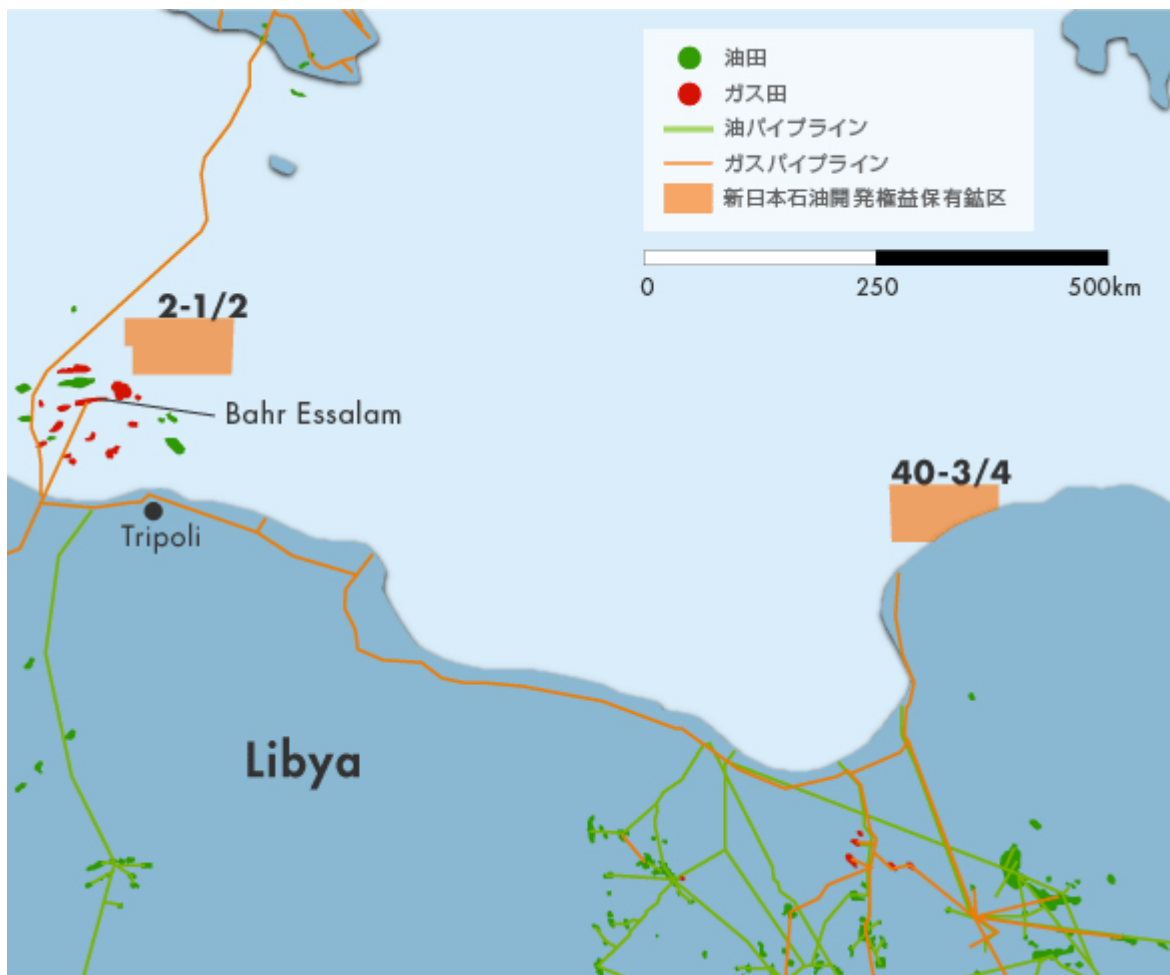 油田
ガス田
油パイプライン
ガスパイプライン
新日本石油開発権益保有鉱区
0 250 500km
2-1/2
Bahr Essalam
40-3/4
Tripoli
Libya